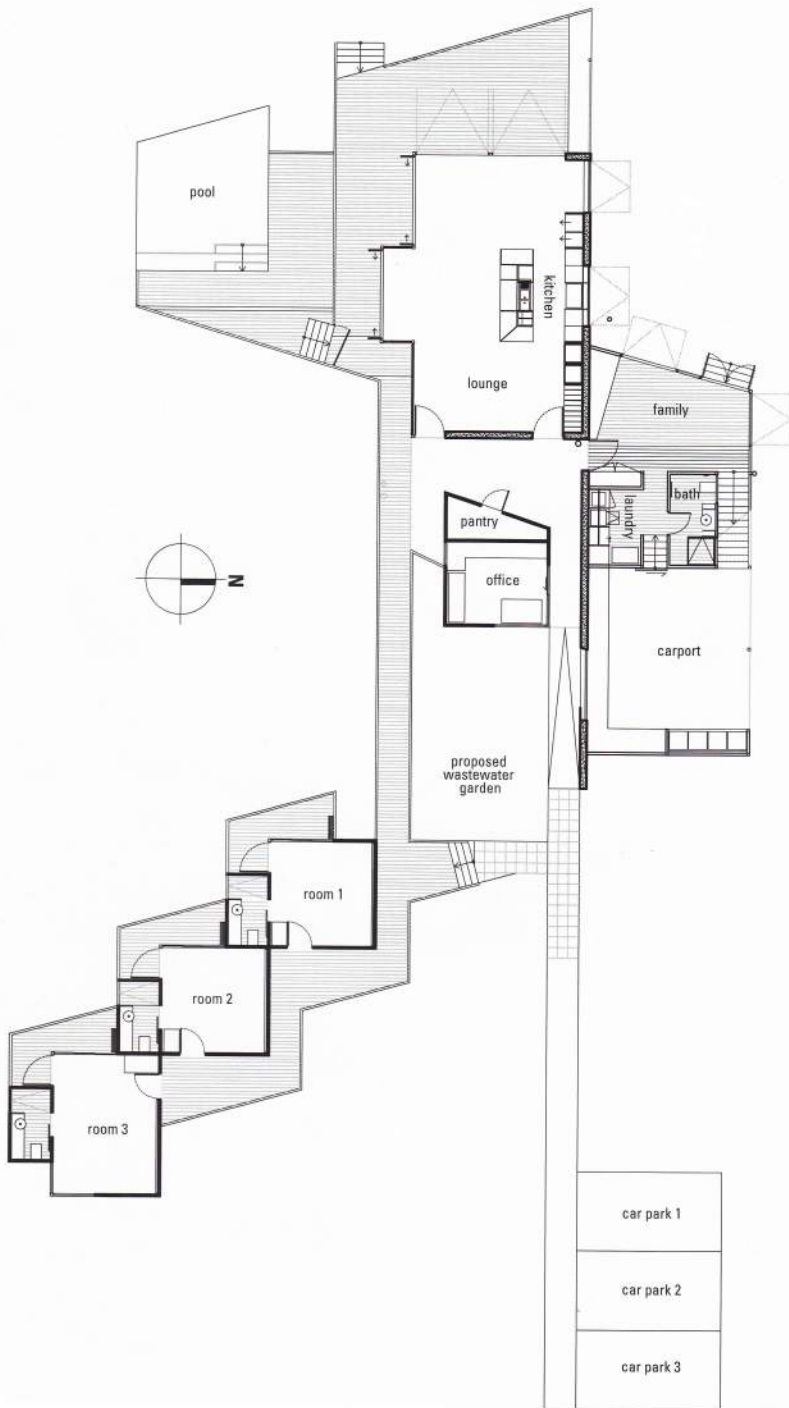 pool
kitchen
lounge
family
bath
laundry
pantry
office
N
carport
proposed
wastewater
garden
room 1
room 2
room 3
car park 1
car park 2
car park 3